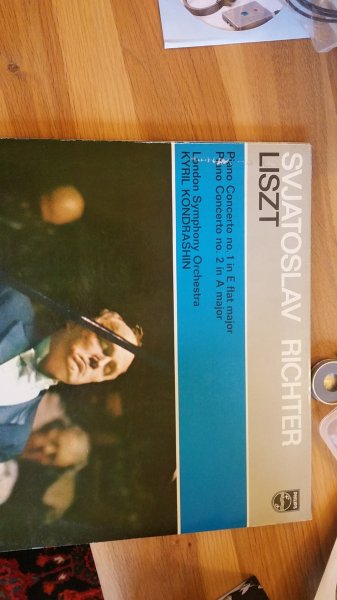 SVJATOSLAV RICHTER
LISZT
Piano Concerto no. 1 in E flat major
Piano Concerto no. 2 in A major
London Symphony Orchestra
KYRIL KONDRASHIN
PHILIPS